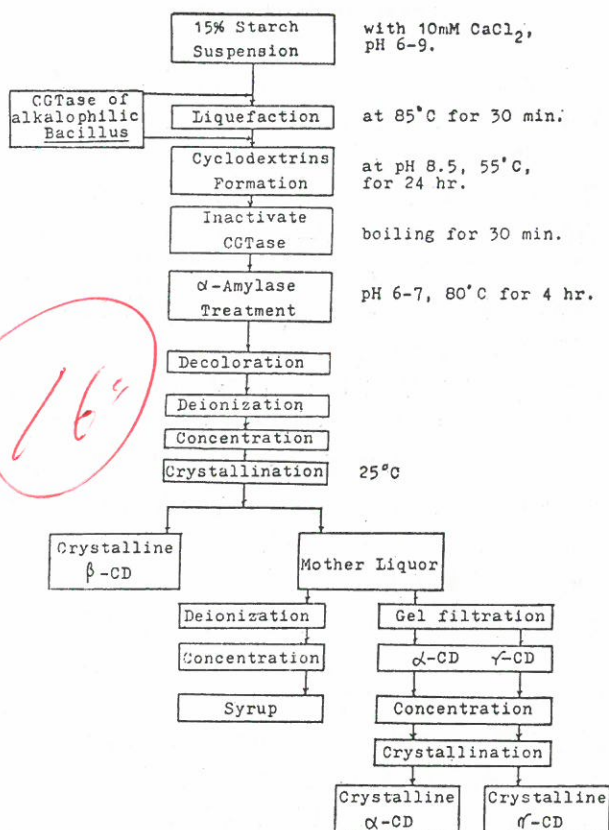 15% Starch
Suspension
with 10mM CaCl2,
pH 6-9.
CGTase of
alkalophilic
Bacillus
Liquefaction
at 85°C for 30 min.
Cyclodextrins
Formation
at pH 8.5, 55°C,
for 24 hr.
Inactivate
CGTase
boiling for 30 min.
α-Amylase
Treatment
pH 6-7, 80°C for 4 hr.
Decoloration
Deionization
Concentration
Crystallination
25°C
Crystalline
β-CD
Mother Liquor
Deionization
Concentration
Syrup
Gel filtration
α-CD γ-CD
Concentration
Crystallination
Crystalline
α-CD
Crystalline
γ-CD